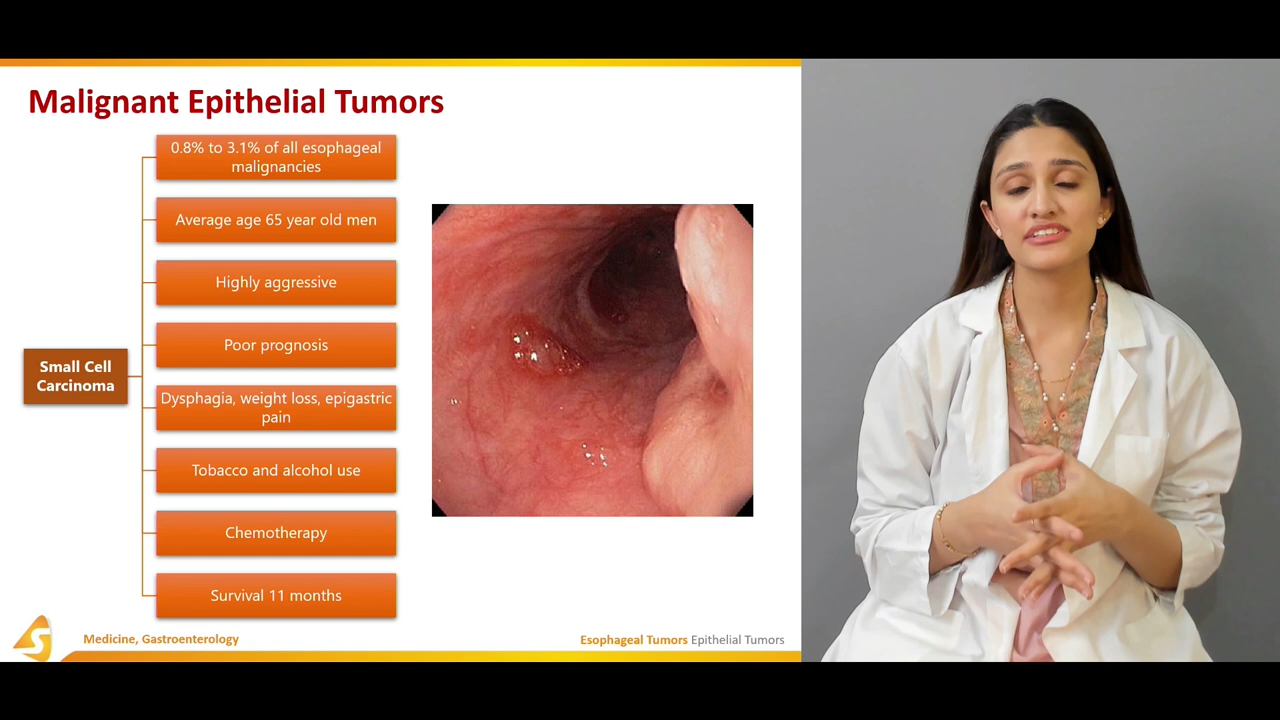 Malignant Epithelial Tumors
0.8% to 3.1% of all esophageal
malignancies
Average age 65 year old men
Highly aggressive
Small Cell
Carcinoma
Poor prognosis
Dysphagia, weight loss, epigastric
pain
Tobacco and alcohol use
Chemotherapy
Survival 11 months
S
Medicine, Gastroenterology
Esophageal Tumors Epithelial Tumors